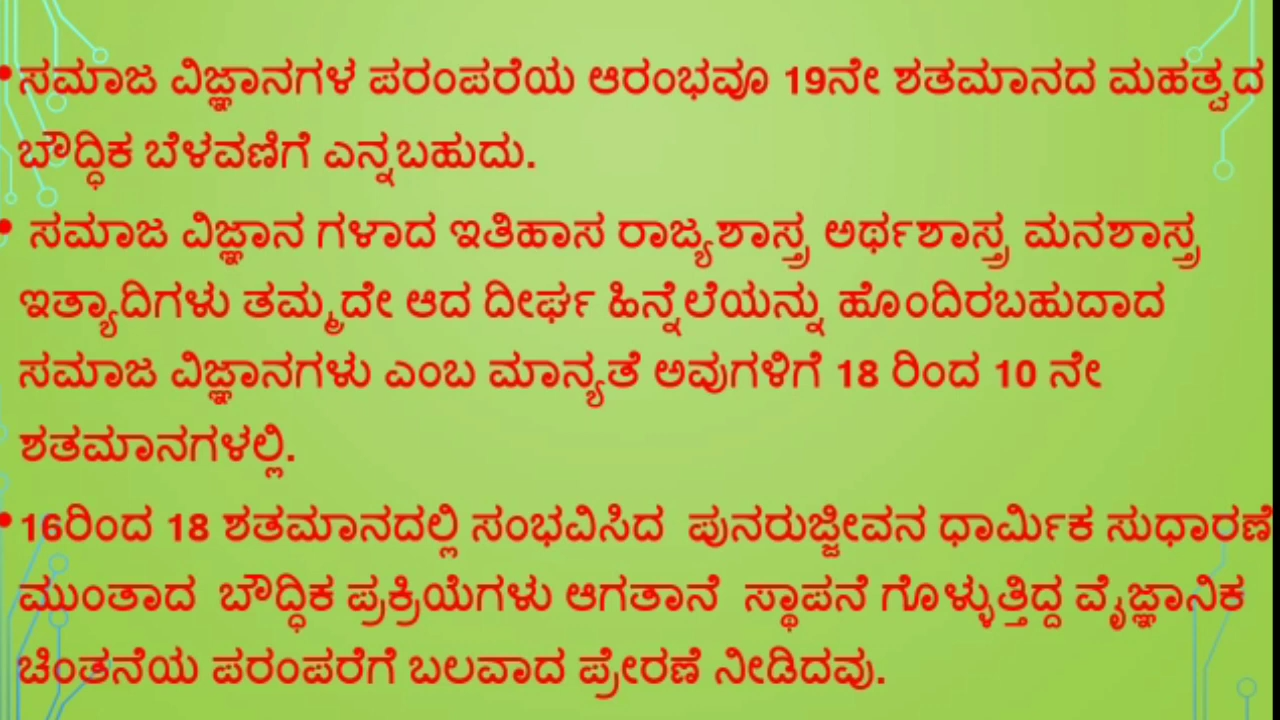 •ಸಮಾಜ ವಿಜ್ಞಾನಗಳ ಪರಂಪರೆಯ ಆರಂಭವೂ 19ನೇ ಶತಮಾನದ ಮಹತ್ವದ
ಬೌದ್ಧಿಕ ಬೆಳವಣಿಗೆ ಎನ್ನಬಹುದು.
• ಸಮಾಜ ವಿಜ್ಞಾನ ಗಳಾದ ಇತಿಹಾಸ ರಾಜ್ಯಶಾಸ್ತ್ರ ಅರ್ಥಶಾಸ್ತ್ರ ಮನಶಾಸ್ತ್ರ
ಇತ್ಯಾದಿಗಳು ತಮ್ಮದೇ ಆದ ದೀರ್ಘ ಹಿನ್ನೆಲೆಯನ್ನು ಹೊಂದಿರಬಹುದಾದ
ಸಮಾಜ ವಿಜ್ಞಾನಗಳು ಎಂಬ ಮಾನ್ಯತೆ ಅವುಗಳಿಗೆ 18 ರಿಂದ 10 ನೇ
ಶತಮಾನಗಳಲ್ಲಿ.
•16ರಿಂದ 18 ಶತಮಾನದಲ್ಲಿ ಸಂಭವಿಸಿದ ಪುನರುಜ್ಜೀವನ ಧಾರ್ಮಿಕ ಸುಧಾರಣೆ
ಮುಂತಾದ ಬೌದ್ಧಿಕ ಪ್ರಕ್ರಿಯೆಗಳು ಆಗತಾನೆ ಸ್ಥಾಪನೆ ಗೊಳ್ಳುತ್ತಿದ್ದ ವೈಜ್ಞಾನಿಕ
ಚಿಂತನೆಯ ಪರಂಪರೆಗೆ ಬಲವಾದ ಪ್ರೇರಣೆ ನೀಡಿದವು.